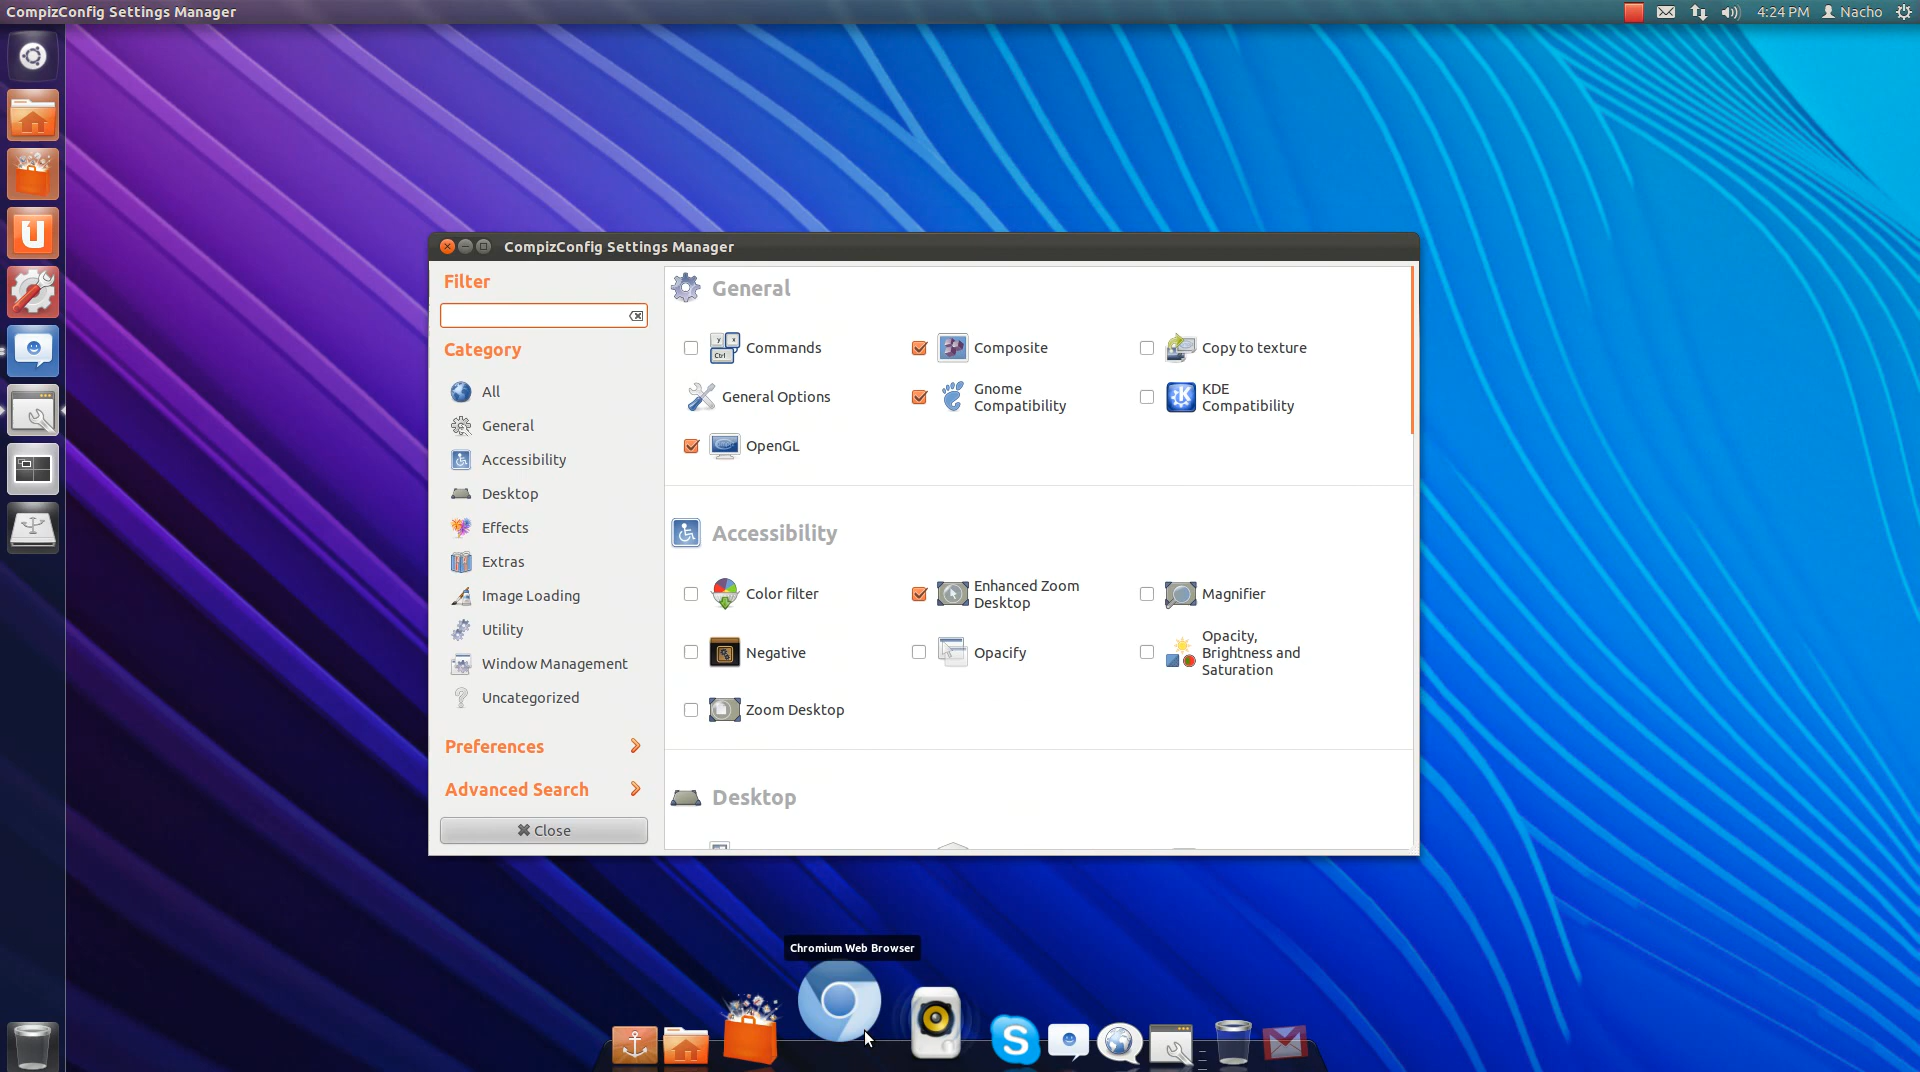 CompizConfig Settings Manager
4:24 PM
Nacho
CompizConfig Settings Manager
Filter
Category
All
General
Accessibility
Desktop
Effects
Extras
Image Loading
Utility
Window Management
Uncategorized
Preferences
Advanced Search
Close
General
Commands
Composite
Copy to texture
General Options
Gnome
Compatibility
KDE
Compatibility
OpenGL
Accessibility
Color filter
Enhanced Zoom
Desktop
Magnifier
Negative
Opacify
Opacity,
Brightness and
Saturation
Zoom Desktop
Desktop
Chromium Web Browser